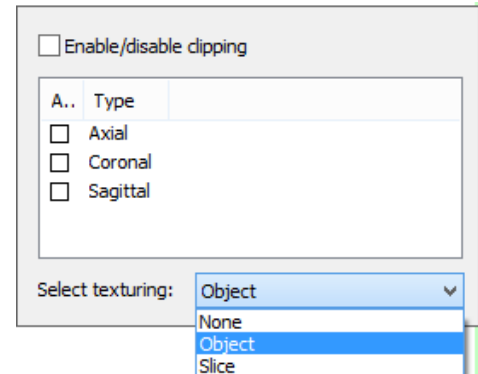 Enable/disable clipping
A.. Type
Axial
Coronal
Sagittal
Select texturing: Object
None
Object
Slice